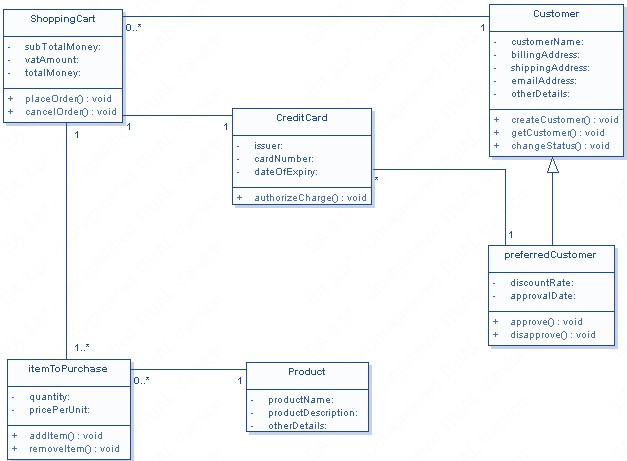 ShoppingCart
- subTotalMoney:
- vatAmount:
- totalMoney:
+ placeOrder() : void
+ cancelOrder() : void
0..*
1
Customer
- customerName:
- billingAddress:
- shippingAddress:
- emailAddress:
- otherDetails:
+ createCustomer() : void
+ getCustomer() : void
+ changeStatus() : void
1
1
1
CreditCard
- issuer:
- cardNumber:
- dateOfExpiry:
+ authorizeCharge() : void
*
1
preferredCustomer
- discountRate:
- approvalDate:
+ approve() : void
+ disapprove() : void
1..*
itemToPurchase
- quantity:
- pricePerUnit:
+ addItem() : void
+ removeItem() : void
0..*
1
Product
- productName:
- productDescription:
- otherDetails: